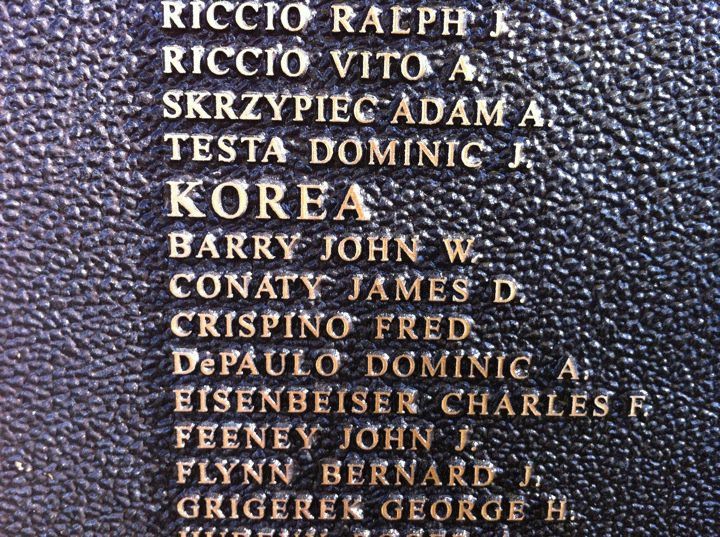 RICCIO RALPH J.
RICCIO VITO A.
SKRZYPIEC ADAM A.
TESTA DOMINIC J.
KOREA
BARRY JOHN W.
CONATY JAMES D.
CRISPINO FRED
DePAULO DOMINIC A.
EISENBEISER CHARLES F.
FEENEY JOHN J.
FLYNN BERNARD J.
GRIGEREK GEORGE H.